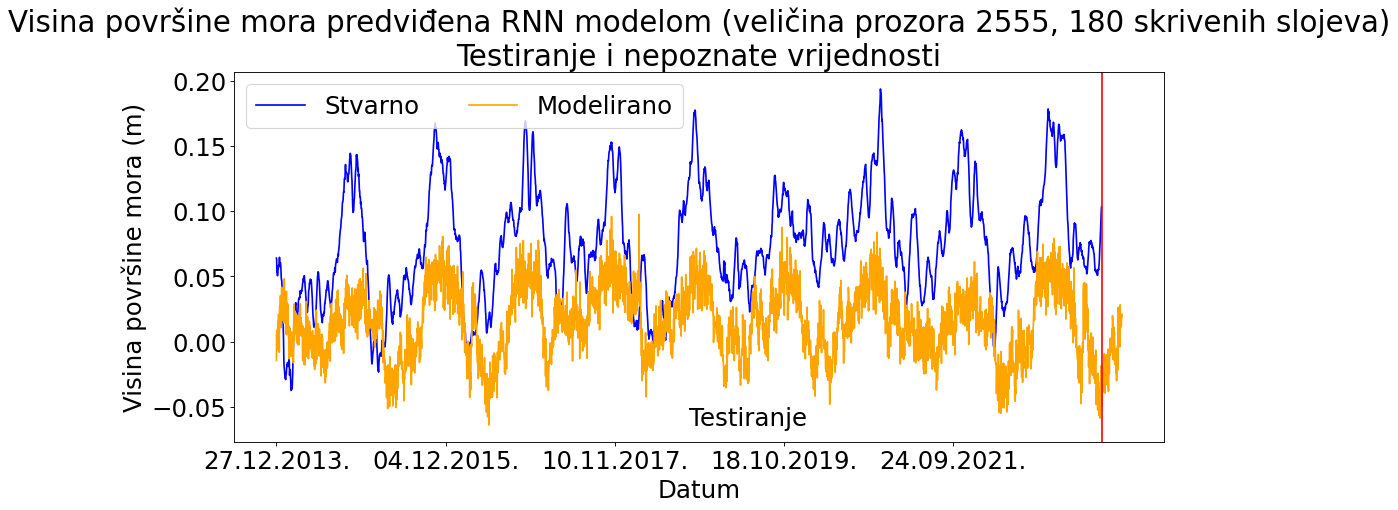 Visina površine mora predviđena RNN modelom (veličina prozora 2555, 180 skrivenih slojeva)
Testiranje i nepoznate vrijednosti
Stvarno
Modelirano
Visina površine mora (m)
0.20
0.15
0.10
0.05
0.00
−0.05
Testiranje
27.12.2013.
04.12.2015.
10.11.2017.
18.10.2019.
24.09.2021.
Datum